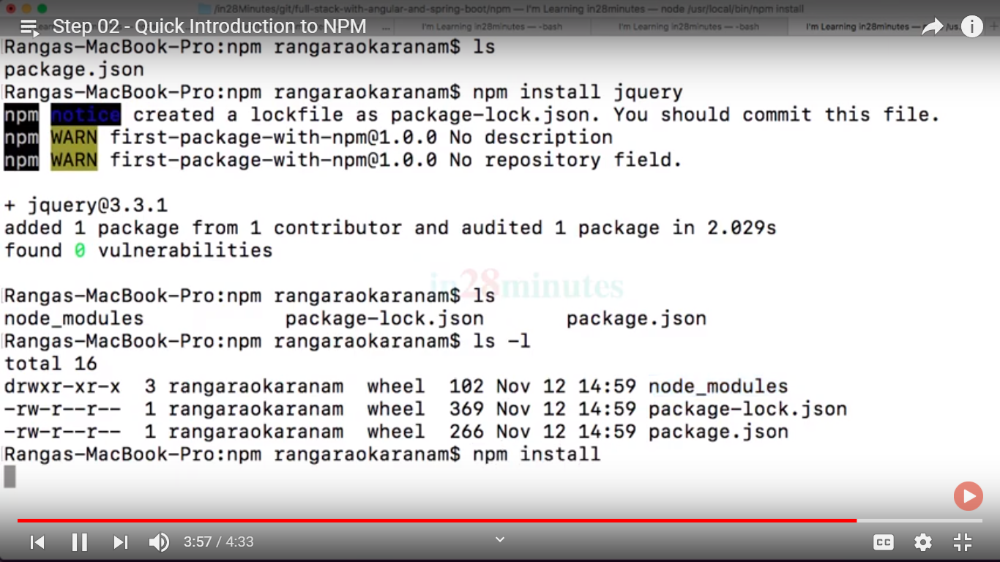 /in28Minutes/git/full-stack-with-angular-and-spring-boot/npm — I'm Learning in28minutes — node /usr/local/bin/npm install
Step 02 - Quick Introduction to NPM
... I'm Learning in28minutes — -bash I'm Learning in28minutes — -bash I'm Learning in28minutes —
Rangas-MacBook-Pro:npm rangaraokaranam$ ls
package.json
Rangas-MacBook-Pro:npm rangaraokaranam$ npm install jquery
npm notice created a lockfile as package-lock.json. You should commit this file.
npm WARN first-package-with-npm@1.0.0 No description
npm WARN first-package-with-npm@1.0.0 No repository field.
+ jquery@3.3.1
added 1 package from 1 contributor and audited 1 package in 2.029s
found 0 vulnerabilities
in28minutes
Rangas-MacBook-Pro:npm rangaraokaranam$ ls
node_modules package-lock.json package.json
Rangas-MacBook-Pro:npm rangaraokaranam$ ls -l
total 16
drwxr-xr-x 3 rangaraokaranam wheel 102 Nov 12 14:59 node_modules
-rw-r--r-- 1 rangaraokaranam wheel 369 Nov 12 14:59 package-lock.json
-rw-r--r-- 1 rangaraokaranam wheel 266 Nov 12 14:59 package.json
Rangas-MacBook-Pro:npm rangaraokaranam$ npm install
3:57 / 4:33
CC